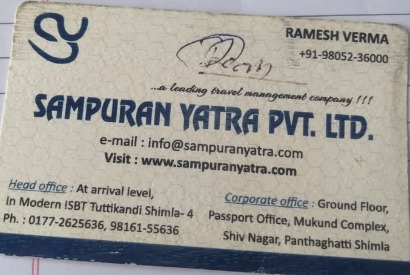 RAMESH VERMA
+91-98052-36000
...a leading travel management company !!!
SAMPURAN YATRA PVT. LTD.
e-mail : info@sampuranyatra.com
Visit : www.sampuranyatra.com
Head office : At arrival level,
in Modern ISBT Tuttikandi Shimla- 4
Ph. : 0177-2625636, 98161-55636
Corporate office : Ground Floor,
Passport Office, Mukund Complex,
Shiv Nagar, Panthaghatti Shimla